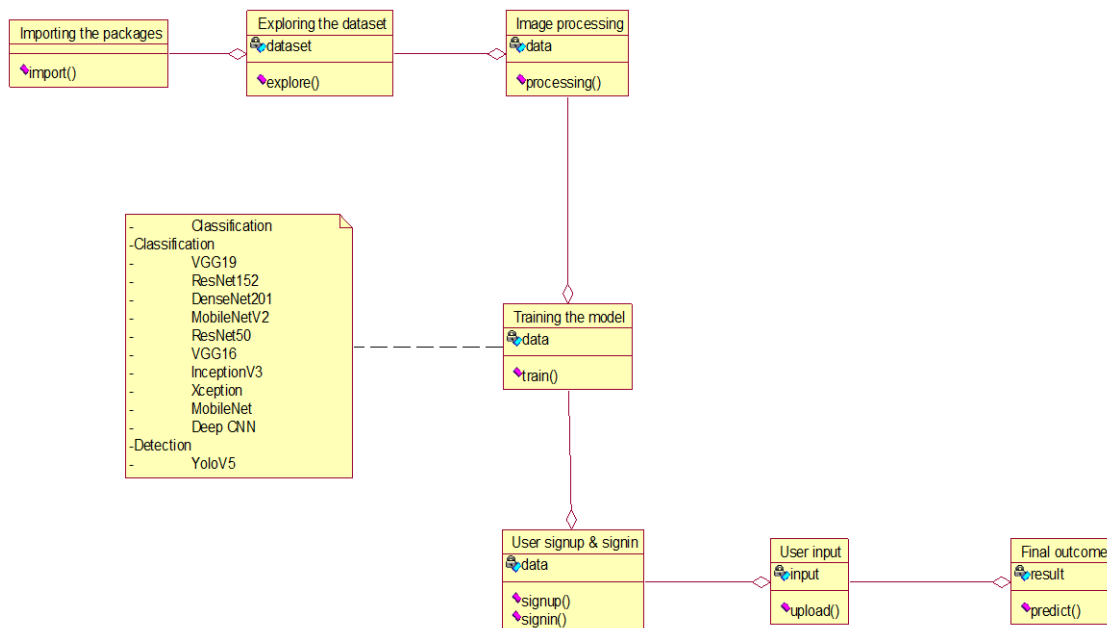 Importing the packages
import()
Exploring the dataset
dataset
explore()
Image processing
data
processing()
- Classification
-Classification
- VGG19
- ResNet152
- DenseNet201
- MobileNetV2
- ResNet50
- VGG16
- InceptionV3
- Xception
- MobileNet
- Deep CNN
-Detection
- YoloV5
Training the model
data
train()
User signup & signin
data
signup()
signin()
User input
input
upload()
Final outcome
result
predict()